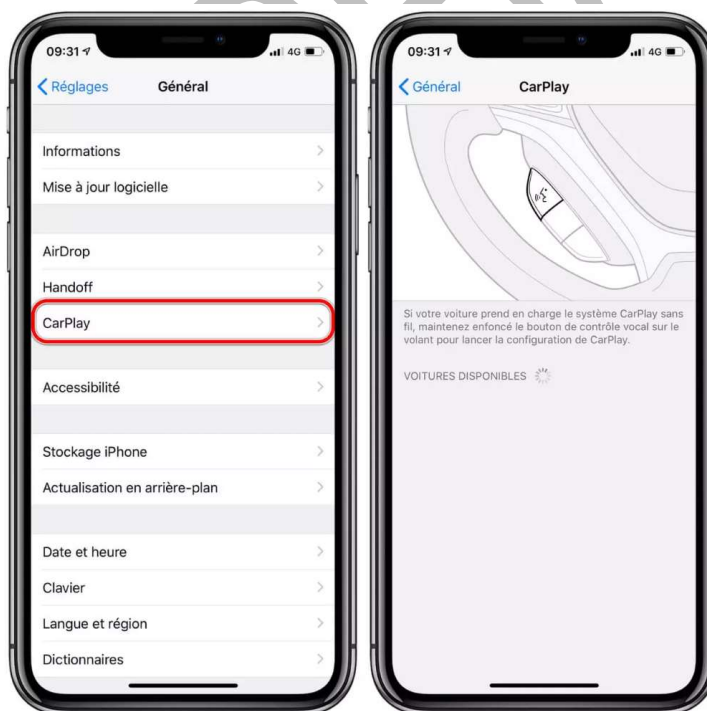 09:31
4G
Réglages
Général
Informations
Mise à jour logicielle
AirDrop
Handoff
CarPlay
Accessibilité
Stockage iPhone
Actualisation en arrière-plan
Date et heure
Clavier
Langue et région
Dictionnaires
09:31
4G
Général
CarPlay
Si votre voiture prend en charge le système CarPlay sans
fil, maintenez enfoncé le bouton de contrôle vocal sur le
volant pour lancer la configuration de CarPlay.
VOITURES DISPONIBLES